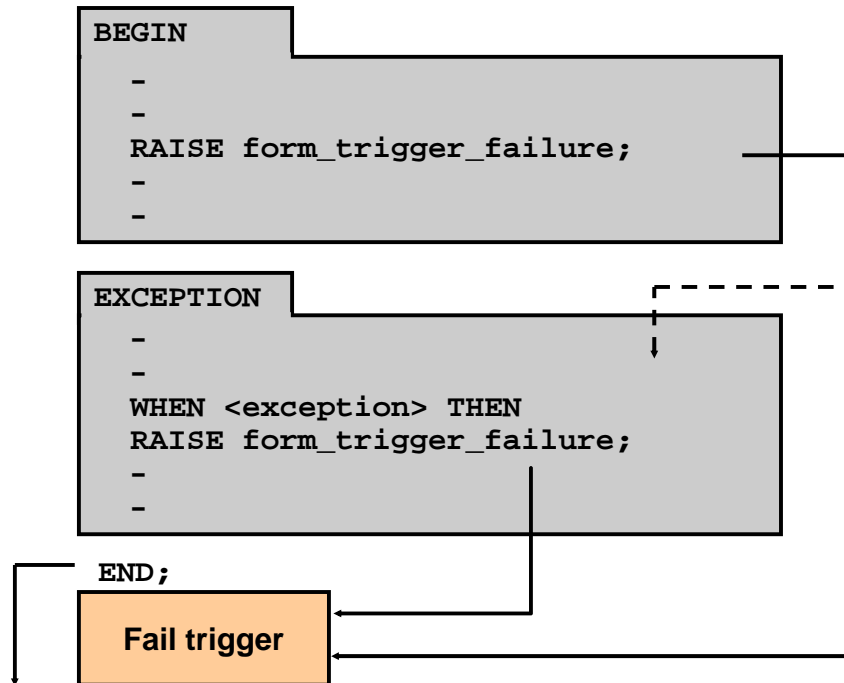 BEGIN
-
-
RAISE form_trigger_failure;
-
-
EXCEPTION
-
-
WHEN <exception> THEN
RAISE form_trigger_failure;
-
-
END;
Fail trigger